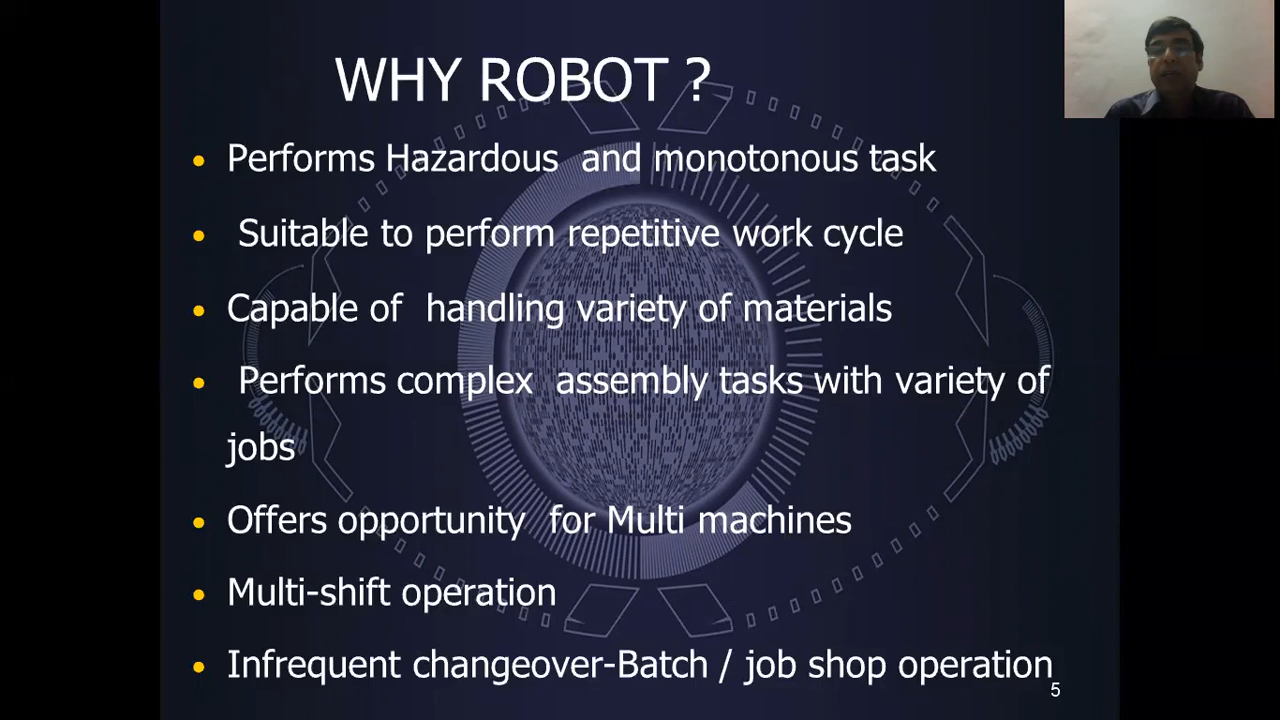 WHY ROBOT ?
• Performs Hazardous and monotonous task
• Suitable to perform repetitive work cycle
• Capable of handling variety of materials
• Performs complex assembly tasks with variety of
jobs
• Offers opportunity for Multi machines
• Multi-shift operation
• Infrequent changeover-Batch / job shop operation
5